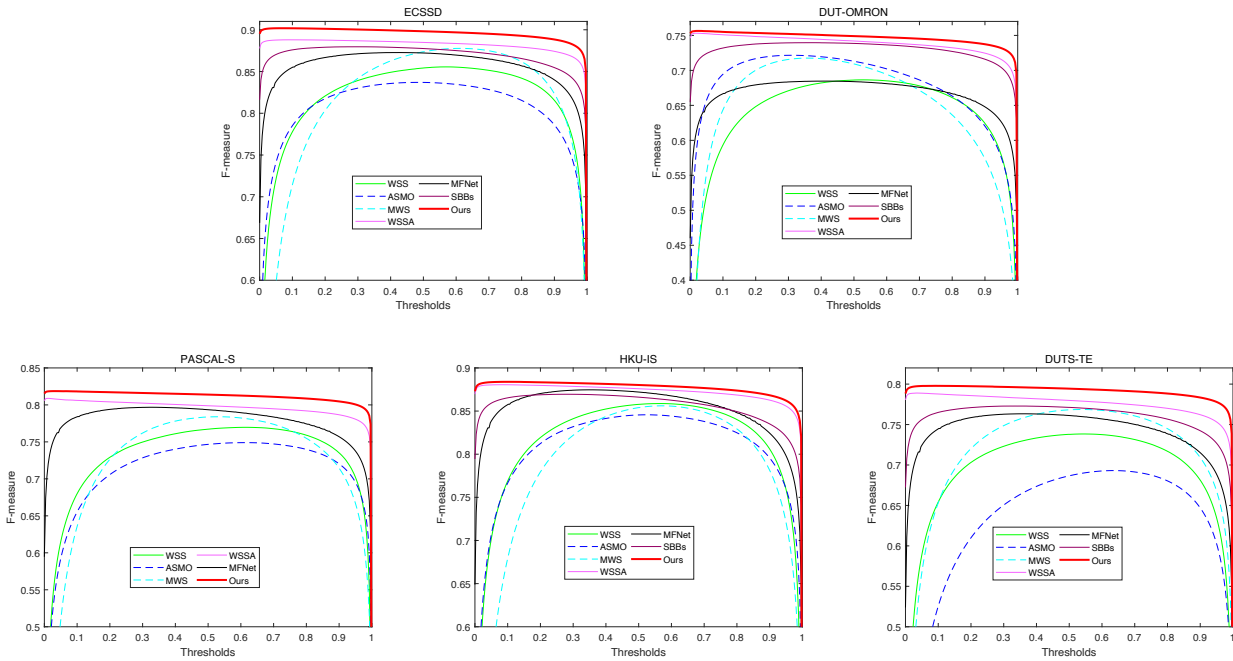 ECSSD
F-measure
0.9
0.85
0.8
0.75
0.7
0.65
0.6
0 0.1 0.2 0.3 0.4 0.5 0.6 0.7 0.8 0.9 1
Thresholds
WSS MFNet
ASMO SBBs
MWS Ours
WSSA
DUT-OMRON
F-measure
0.75
0.7
0.65
0.6
0.55
0.5
0.45
0.4
0 0.1 0.2 0.3 0.4 0.5 0.6 0.7 0.8 0.9 1
Thresholds
WSS MFNet
ASMO SBBs
MWS Ours
WSSA
PASCAL-S
F-measure
0.85
0.8
0.75
0.7
0.65
0.6
0.55
0.5
0 0.1 0.2 0.3 0.4 0.5 0.6 0.7 0.8 0.9 1
Thresholds
WSS WSSA
ASMO MFNet
MWS Ours
HKU-IS
F-measure
0.9
0.85
0.8
0.75
0.7
0.65
0.6
0 0.1 0.2 0.3 0.4 0.5 0.6 0.7 0.8 0.9 1
Thresholds
WSS MFNet
ASMO SBBs
MWS Ours
WSSA
DUTS-TE
F-measure
0.8
0.75
0.7
0.65
0.6
0.55
0.5
0 0.1 0.2 0.3 0.4 0.5 0.6 0.7 0.8 0.9 1
Thresholds
WSS MFNet
ASMO SBBs
MWS Ours
WSSA